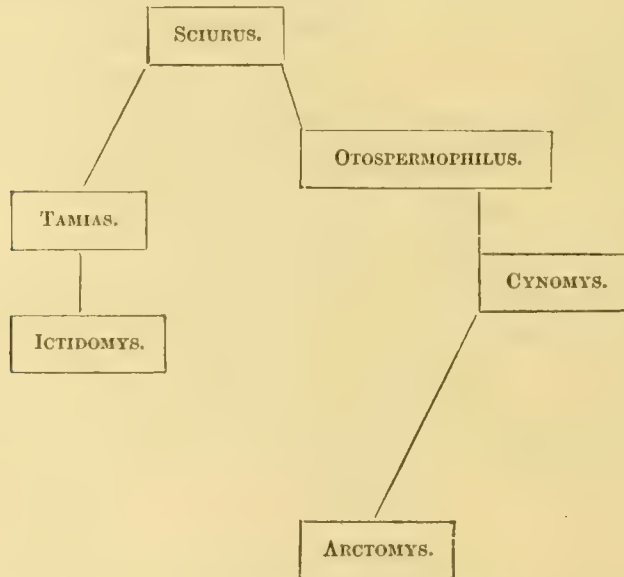 SCIURUS.
OTOSPERMOPHILUS.
TAMIAS.
CYNOMYS.
ICTIDOMYS.
ARCTOMYS.